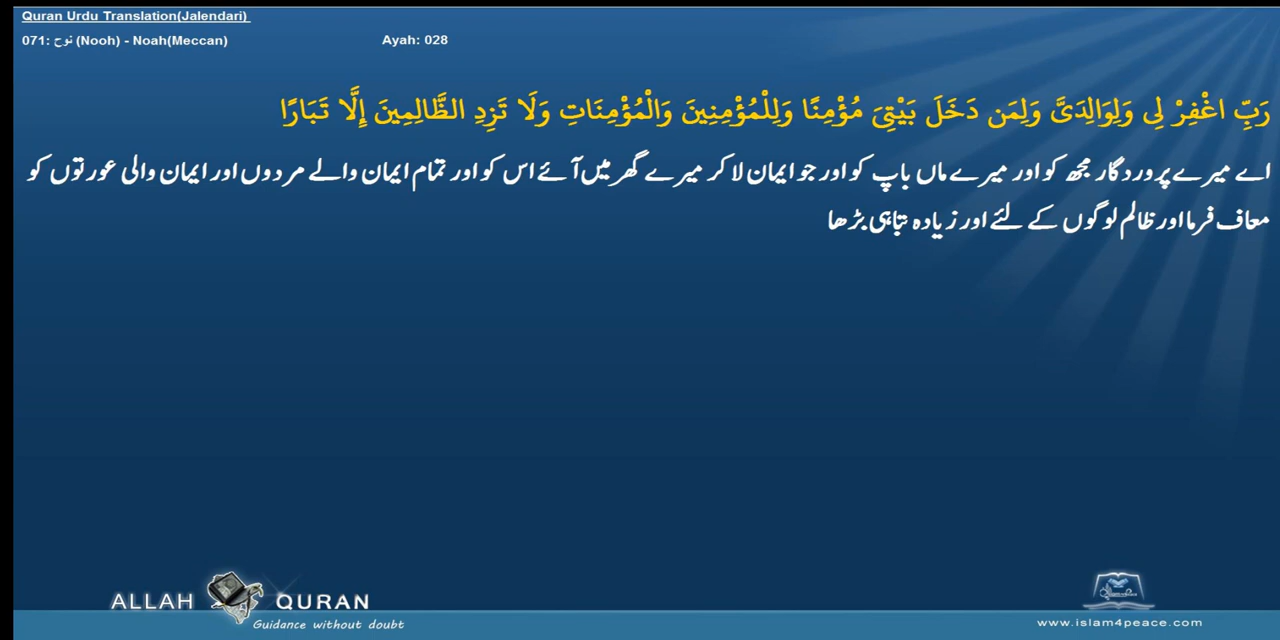 Quran Urdu Translation(Jalendari)
071: نوح (Nooh) - Noah(Meccan) Ayah: 028
رَبِّ اغْفِرْ لِى وَلِوَالِدَىَّ وَلِمَن دَخَلَ بَيْتِىَ مُؤْمِنًا وَلِلْمُؤْمِنِينَ وَالْمُؤْمِنَاتِ وَلَا تَزِدِ الظَّالِمِينَ إِلَّا تَبَارًا
اے میرے پروردگار مجھ کو اور میرے ماں باپ کو اور جو ایمان لا کر میرے گھر میں آئے اس کو اور تمام ایمان والے مردوں اور ایمان والی عورتوں کو
معاف فرما اور ظالم لوگوں کے لئے اور زیادہ تباہی بڑھا
ALLAH QURAN
Guidance without doubt
www.islam4peace.com